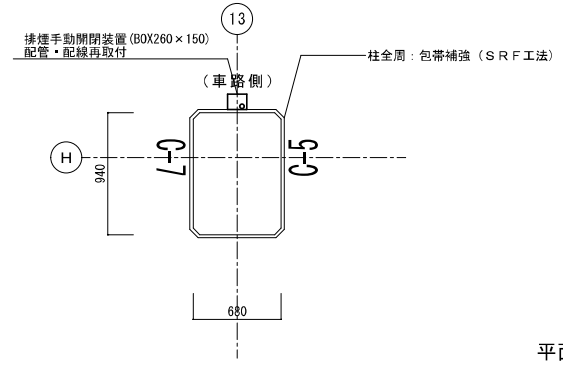 13
排煙手動開閉装置(BOX260×150)
配管・配線再取付
柱全周：包帯補強（ＳＲＦ工法）
（車路側）
H
C-7
C-5
940
680
平面